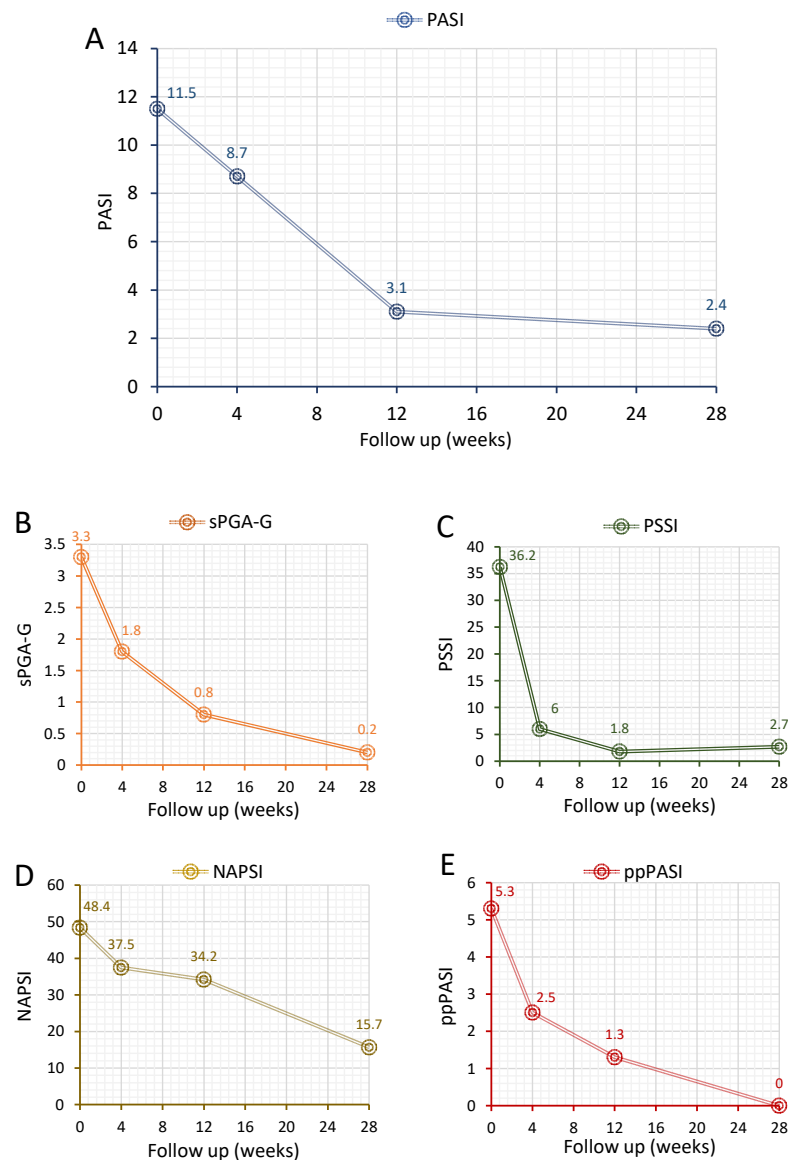 A
PASI
14
12
10
8
6
4
2
0
PASI
11.5
8.7
3.1
2.4
0 4 8 12 16 20 24 28
Follow up (weeks)
B
sPGA-G
3.5
3
2.5
2
1.5
1
0.5
0
sPGA-G
3.3
1.8
0.8
0.2
0 4 8 12 16 20 24 28
Follow up (weeks)
C
PSSI
40
35
30
25
20
15
10
5
0
PSSI
36.2
6
1.8
2.7
0 4 8 12 16 20 24 28
Follow up (weeks)
D
NAPSI
60
50
40
30
20
10
0
NAPSI
48.4
37.5
34.2
15.7
0 4 8 12 16 20 24 28
Follow up (weeks)
E
ppPASI
6
5
4
3
2
1
0
ppPASI
5.3
2.5
1.3
0
0 4 8 12 16 20 24 28
Follow up (weeks)